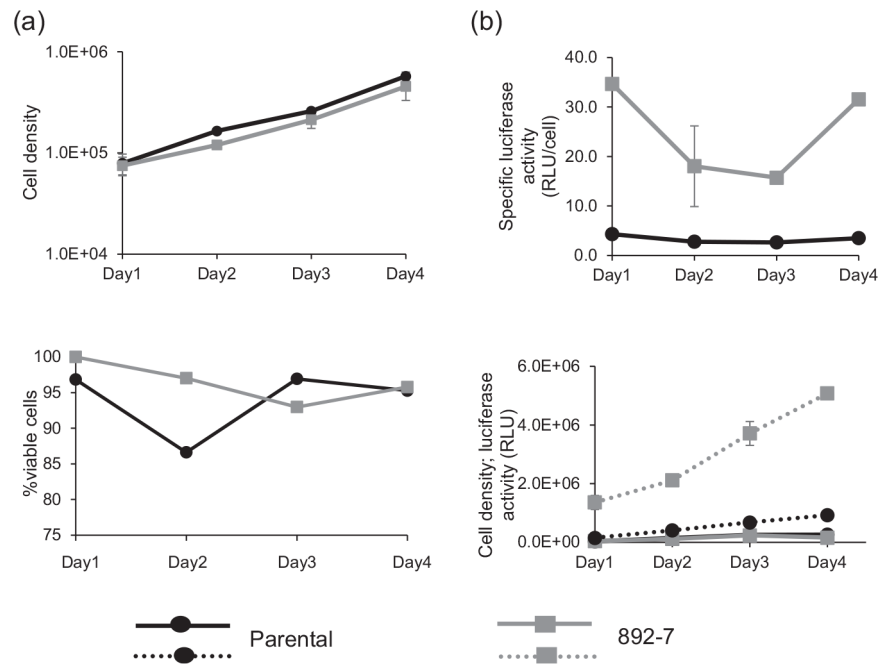 (a)
1.0E+06
1.0E+05
1.0E+04
Cell density
Day1 Day2 Day3 Day4
100
95
90
85
80
75
%viable cells
Day1 Day2 Day3 Day4
(b)
40.0
30.0
20.0
10.0
0.0
Specific luciferase
activity
(RLU/cell)
Day1 Day2 Day3 Day4
6.0E+06
4.0E+06
2.0E+06
0.0E+00
Cell density; luciferase
activity (RLU)
Day1 Day2 Day3 Day4
Parental
892-7